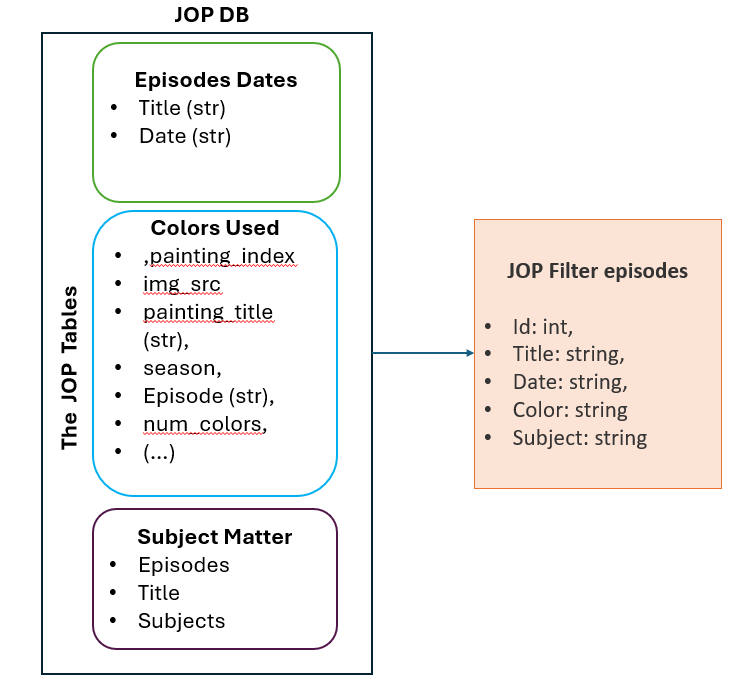 JOP DB
The JOP Tables
Episodes Dates
• Title (str)
• Date (str)
Colors Used
• ,painting_index
• img_src
• painting_title
(str),
• season,
• Episode (str),
• num_colors,
• (...)
Subject Matter
• Episodes
• Title
• Subjects
JOP Filter episodes
• Id: int,
• Title: string,
• Date: string,
• Color: string
• Subject: string